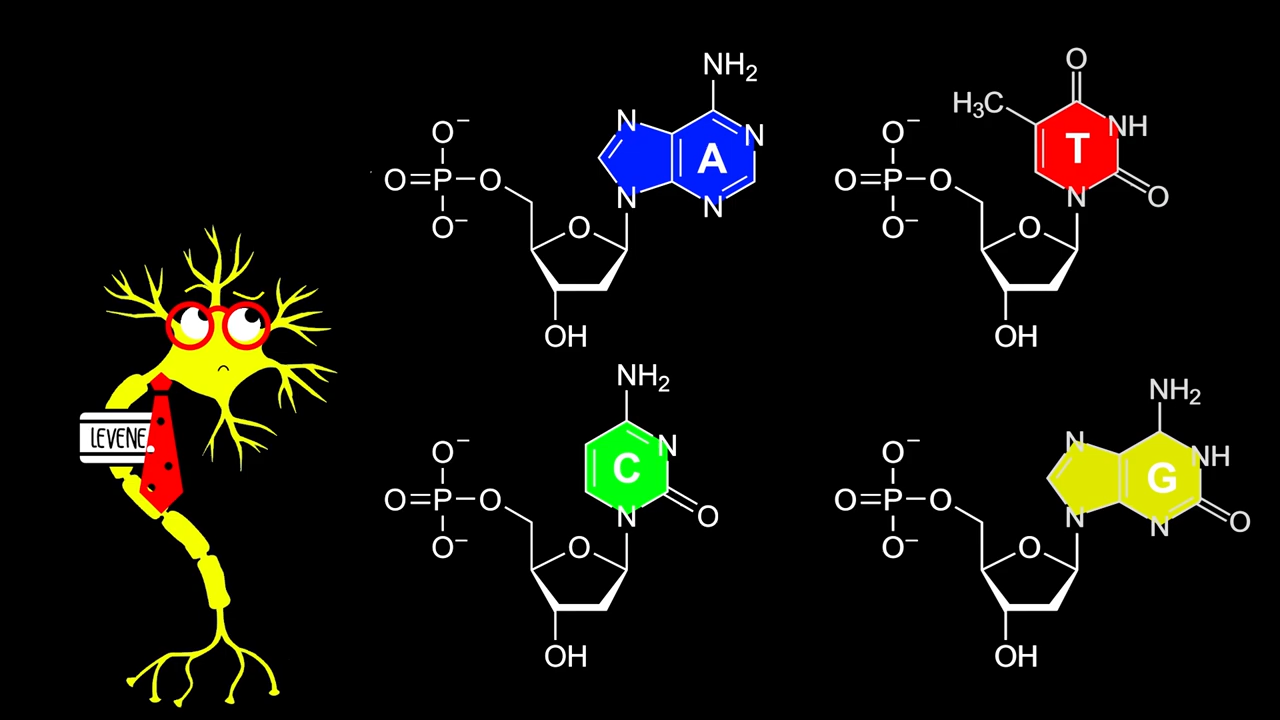 LEVENE
NH₂
N
N
A
N
N
O⁻
O=P–O
O⁻
O
OH
O
H₃C
NH
T
N
O
O⁻
O=P–O
O⁻
O
OH
NH₂
N
C
N
O
O⁻
O=P–O
O⁻
O
OH
NH₂
N
NH
G
N
N
O
O⁻
O=P–O
O⁻
O
OH